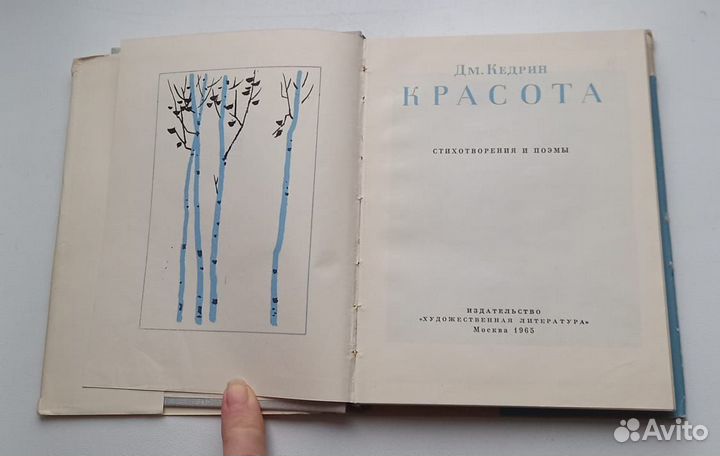 Дм. Кедрин
КРАСОТА
СТИХОТВОРЕНИЯ И ПОЭМЫ
ИЗДАТЕЛЬСТВО
«ХУДОЖЕСТВЕННАЯ ЛИТЕРАТУРА»
Москва 1965
Avito